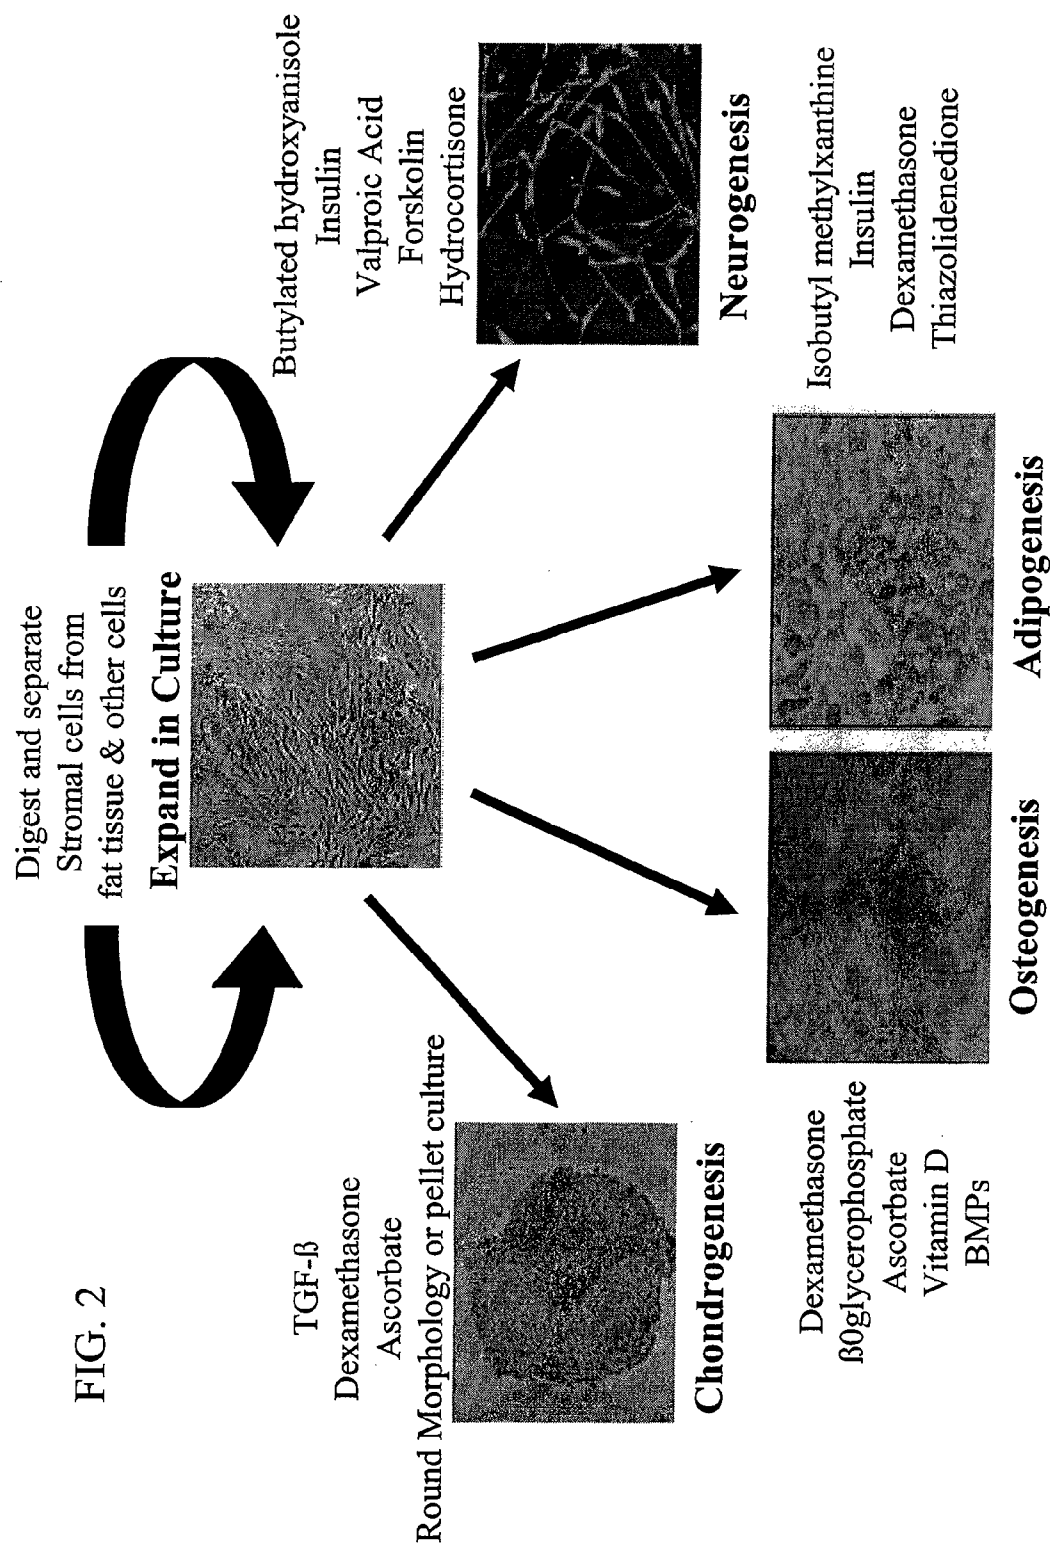 FIG. 2
Digest and separate
Stromal cells from
fat tissue & other cells
Expand in Culture
TGF-ß
Dexamethasone
Ascorbate
Round Morphology or pellet culture
Chondrogenesis
Dexamethasone
ß0glycerophosphate
Ascorbate
Vitamin D
BMPs
Osteogenesis
Adipogenesis
Isobutyl methylxanthine
Insulin
Dexamethasone
Thiazolidenedione
Butylated hydroxyanisole
Insulin
Valproic Acid
Forskolin
Hydrocortisone
Neurogenesis